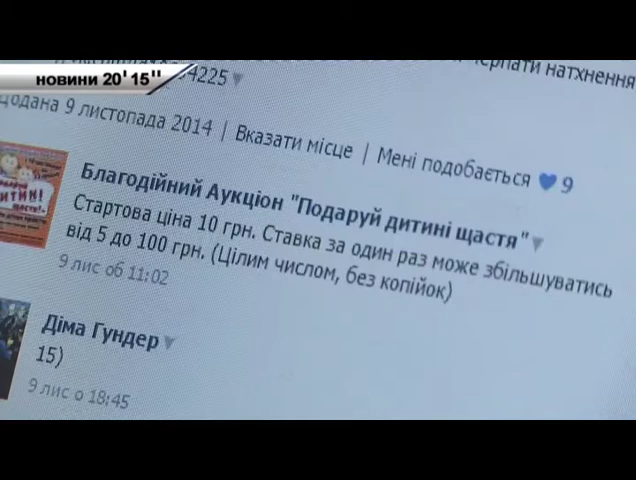 черпати натхнення
новини 20'15"
4225
одана 9 листопада 2014 | Вказати місце | Мені подобається 9
Благодійний Аукціон "Подаруй дитині щастя"
Стартова ціна 10 грн. Ставка за один раз може збільшуватись
від 5 до 100 грн. (Цілим числом, без копійок)
9 лис об 11:02
Діма Гундер
15)
9 лис о 18:45